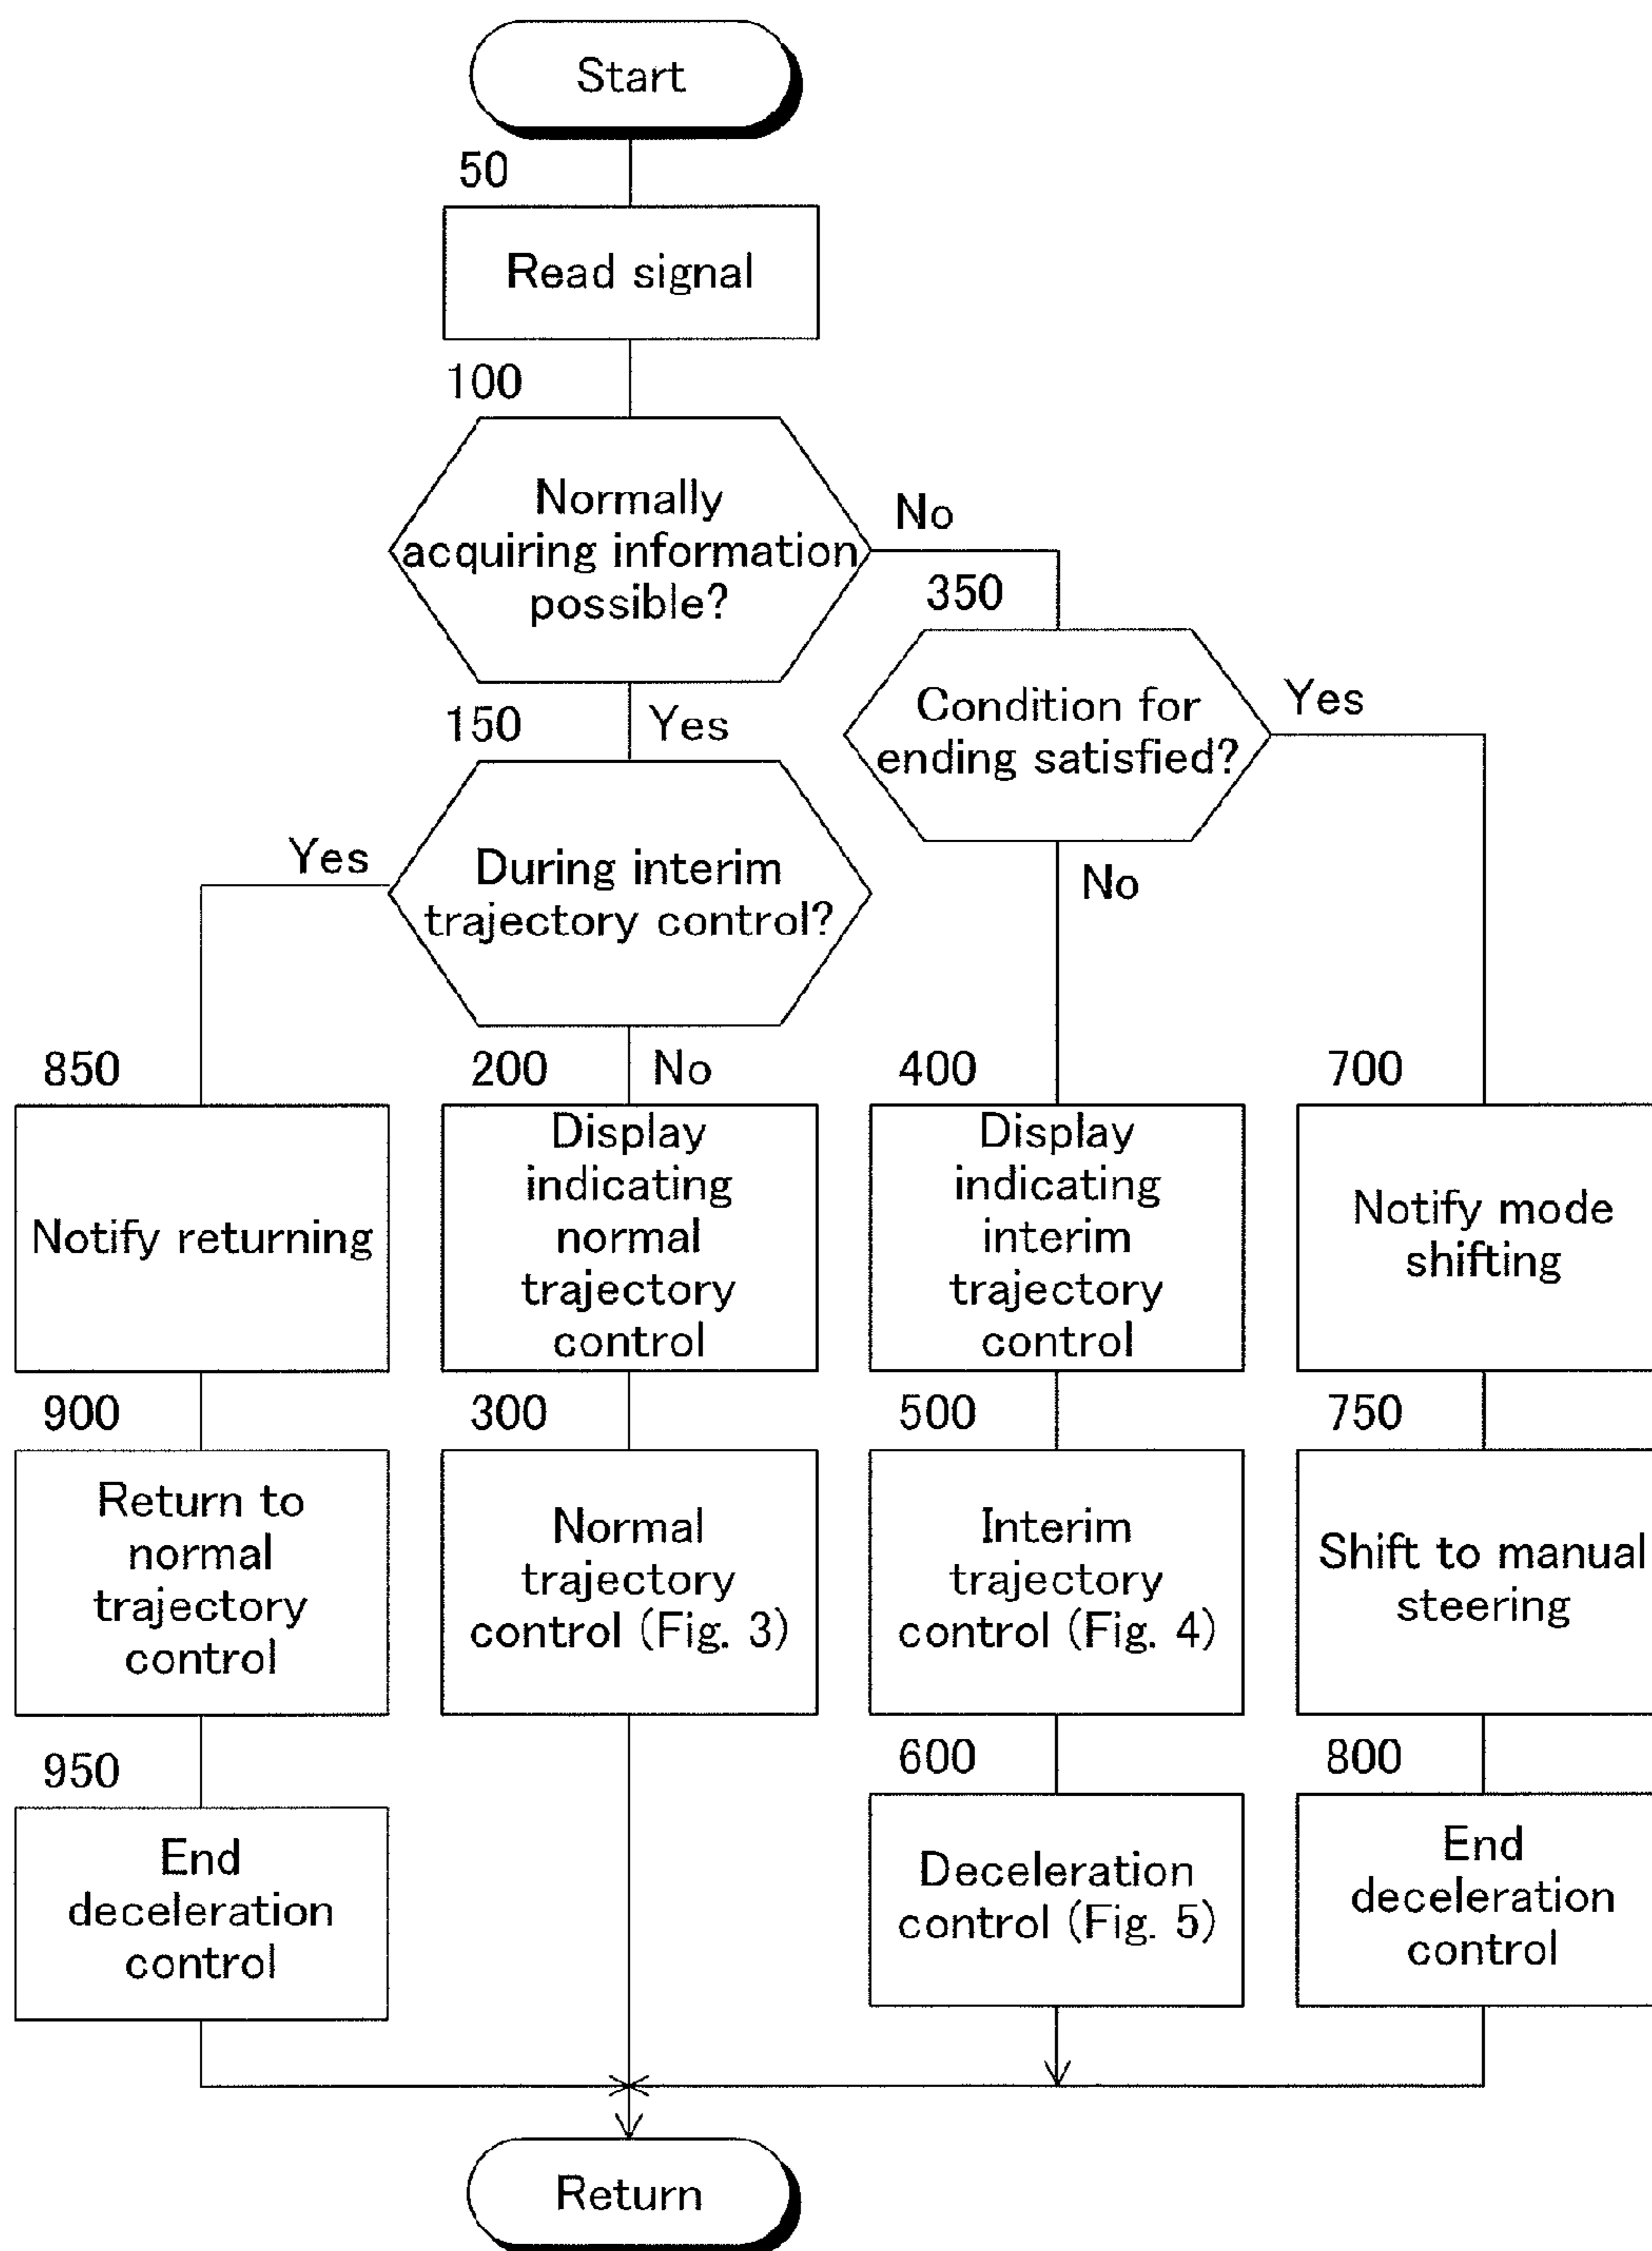 Start
50
Read signal
100
Normally
acquiring information
possible?
No
350
Condition for
ending satisfied?
Yes
150
Yes
During interim
trajectory control?
Yes
No
850
Notify returning
200
No
Display
indicating
normal
trajectory
control
400
Display
indicating
interim
trajectory
control
700
Notify mode
shifting
900
Return to
normal
trajectory
control
300
Normal
trajectory
control (Fig. 3)
500
Interim
trajectory
control (Fig. 4)
750
Shift to manual
steering
950
End
deceleration
control
600
Deceleration
control (Fig. 5)
800
End
deceleration
control
Return